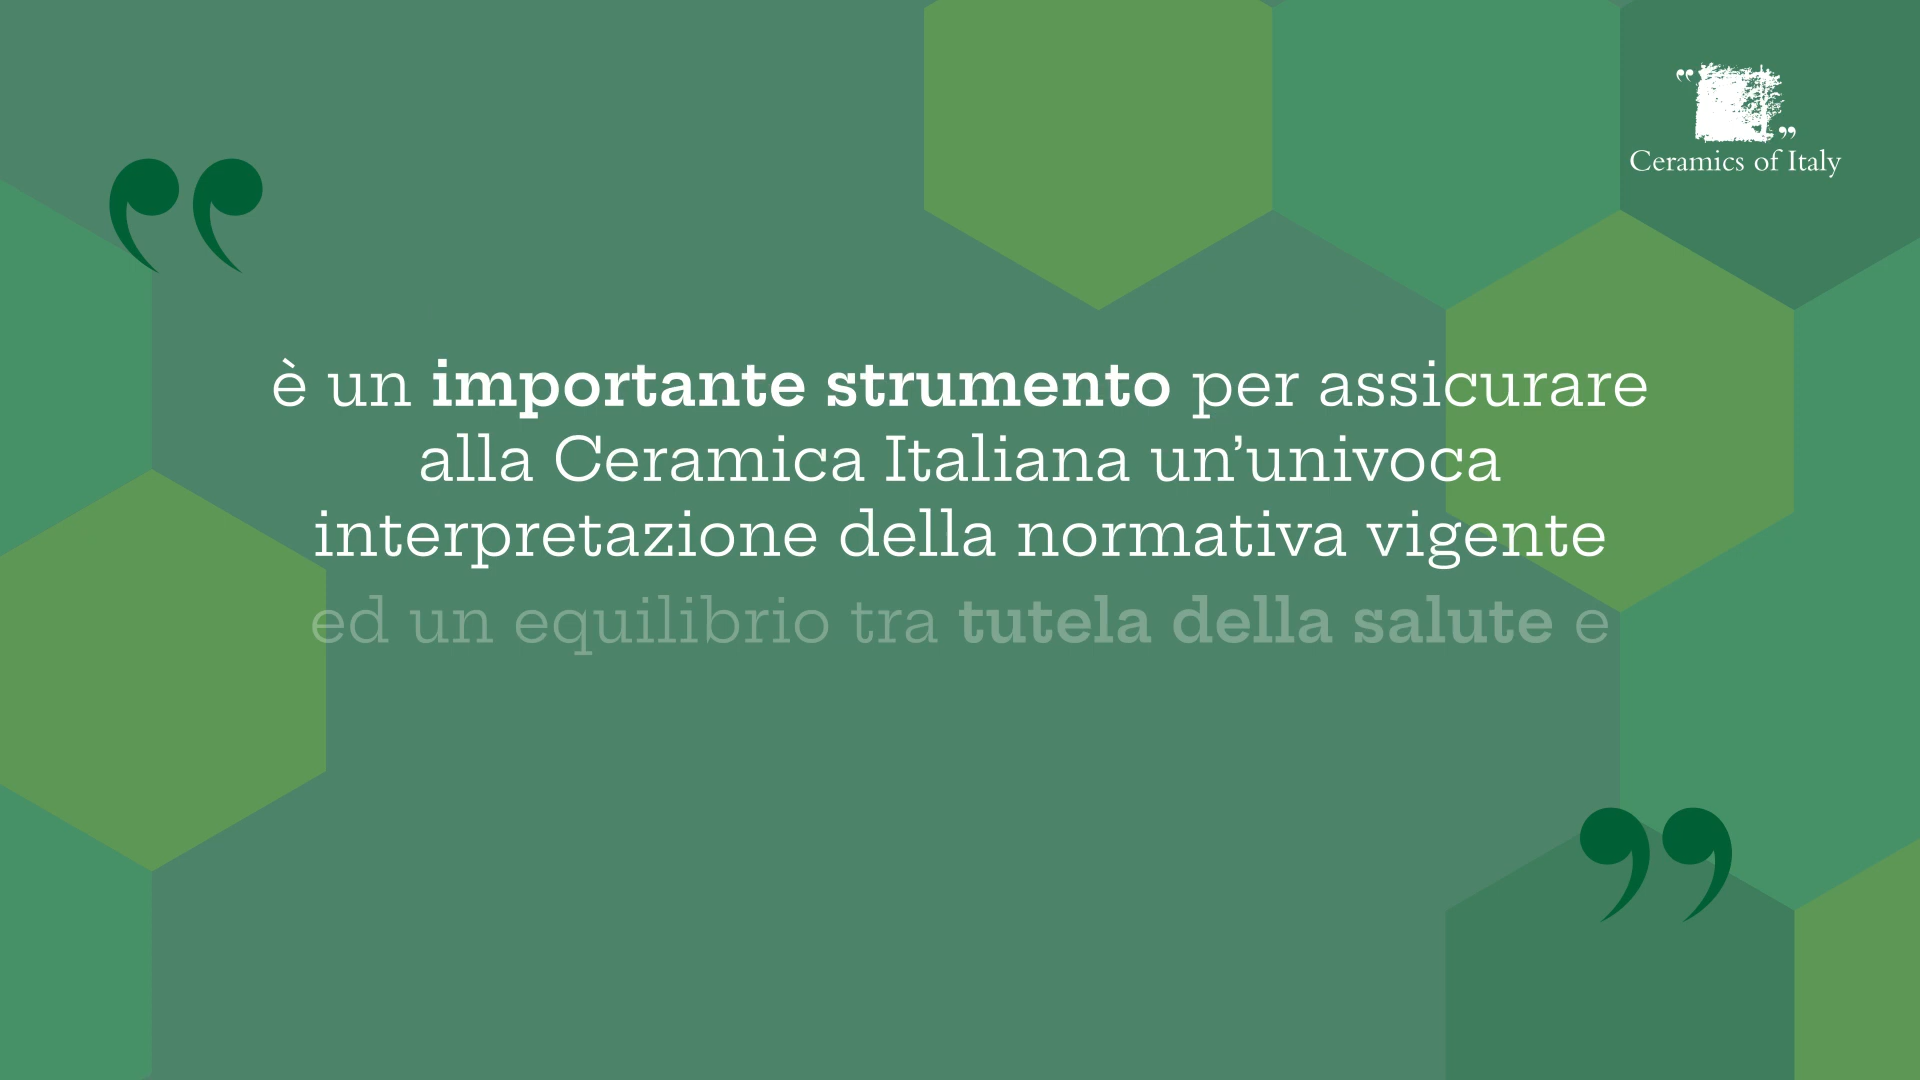 Ceramics of Italy
è un importante strumento per assicurare
alla Ceramica Italiana un’univoca
interpretazione della normativa vigente
ed un equilibrio tra tutela della salute e